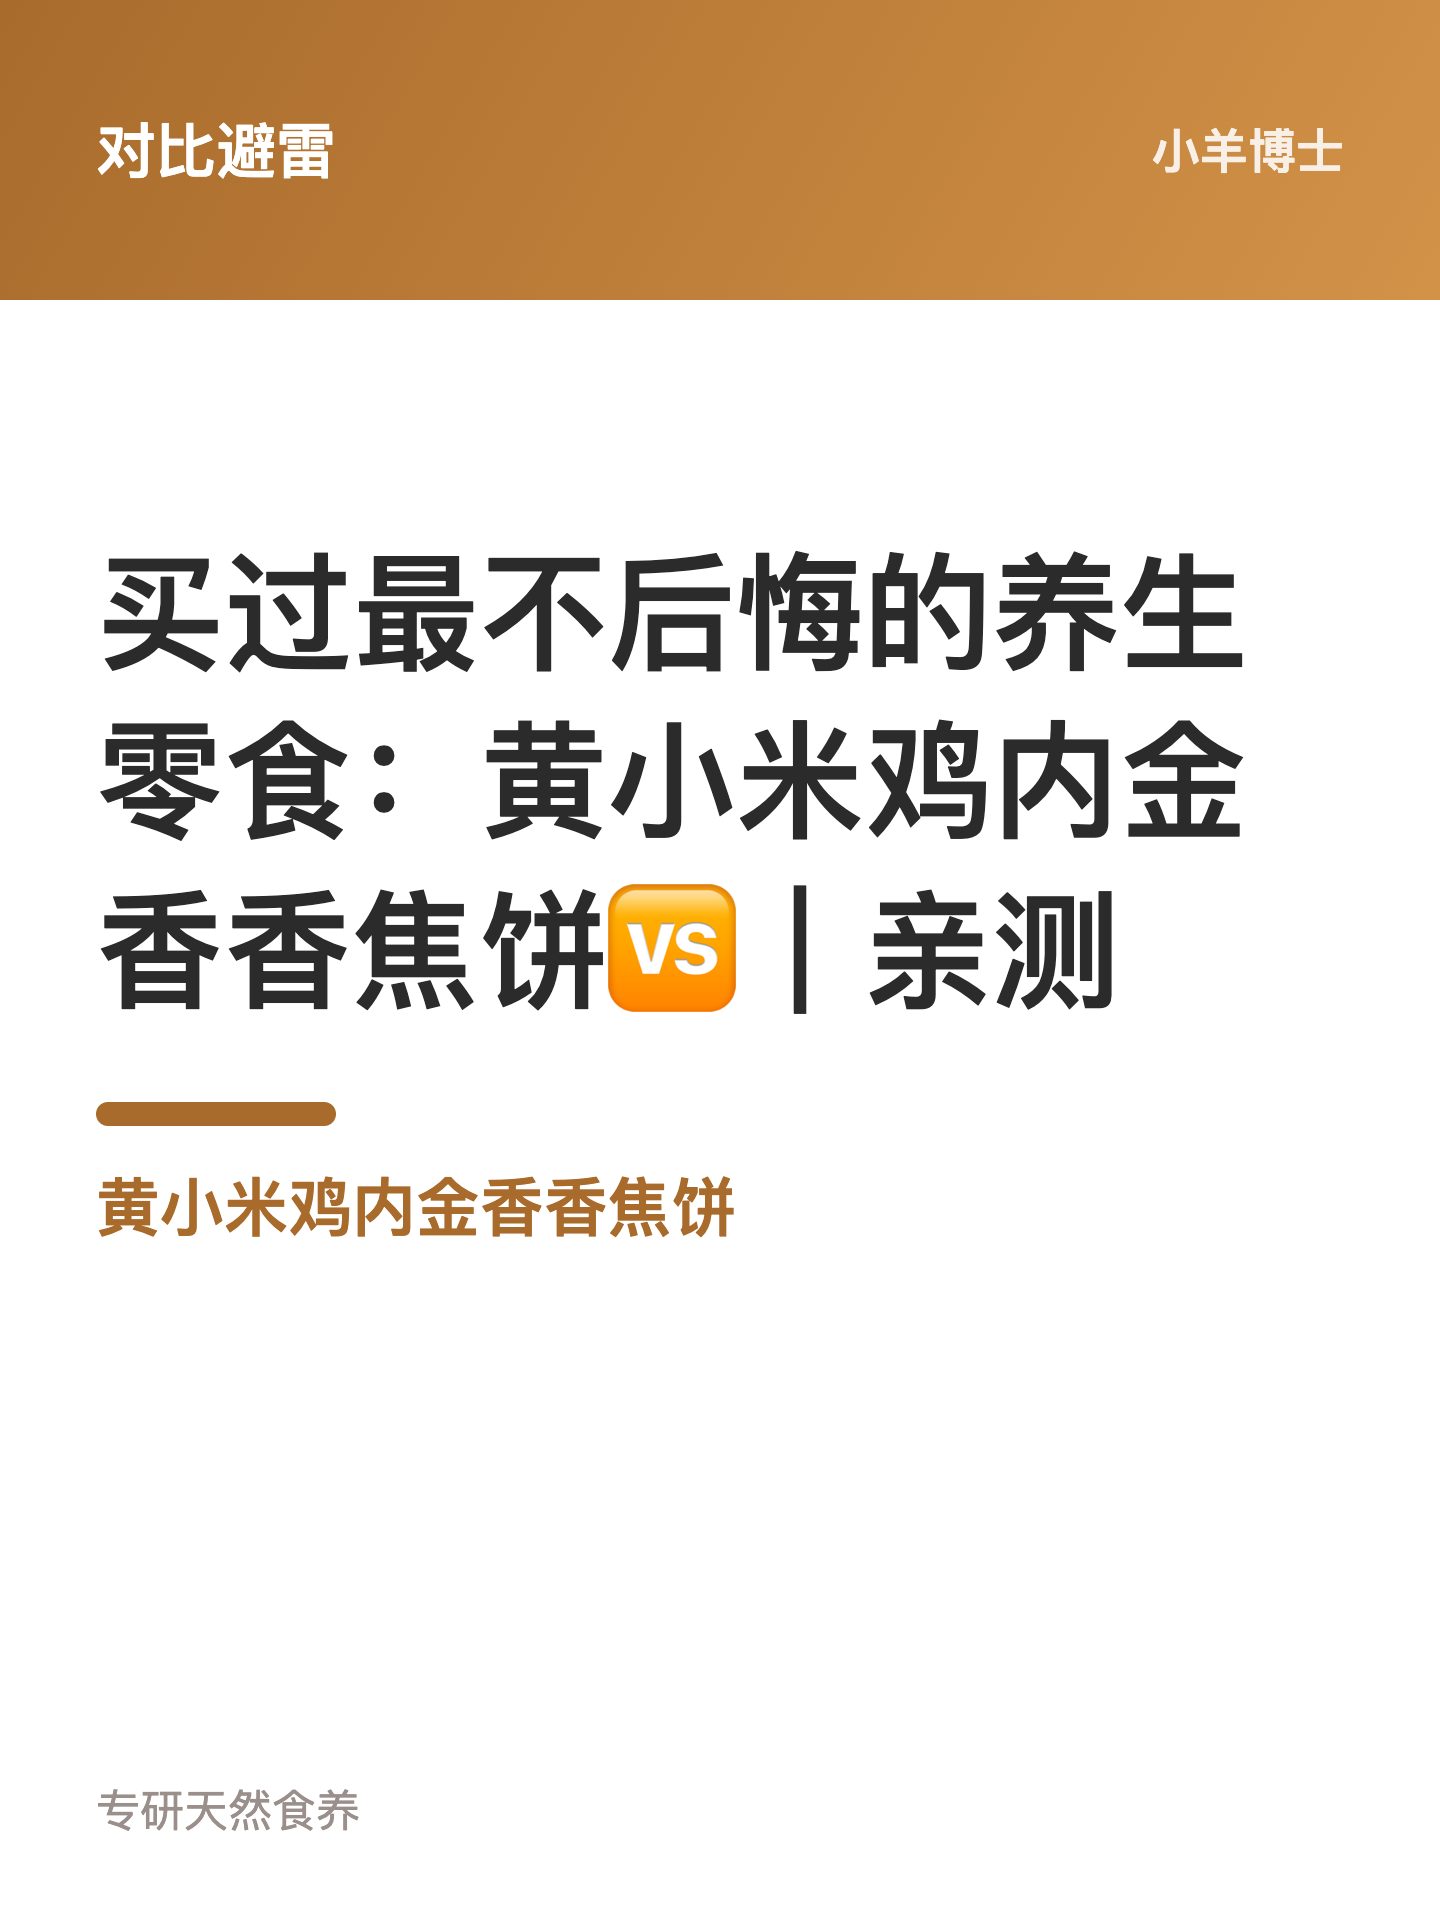 对比避雷
小羊博士
买过最不后悔的养生
零食：黄小米鸡内金
香香焦饼🆚｜亲测
黄小米鸡内金香香焦饼
专研天然食养